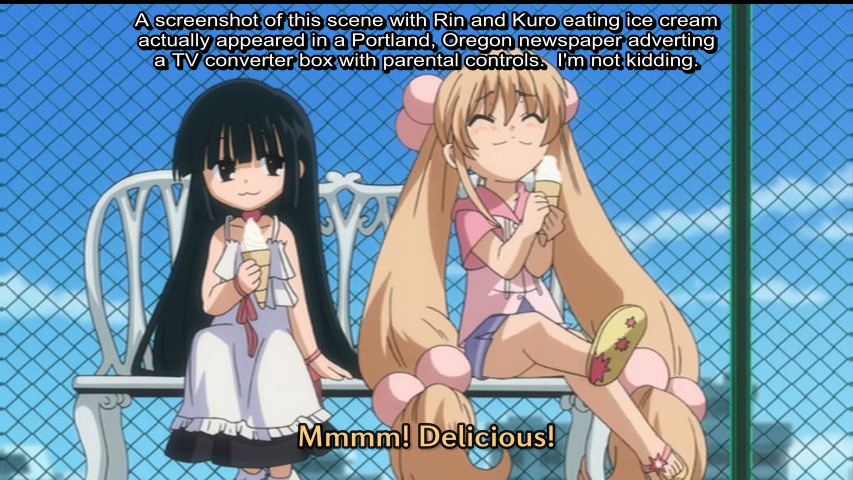 A screenshot of this scene with Rin and Kuro eating ice cream
actually appeared in a Portland, Oregon newspaper adverting
a TV converter box with parental controls.  I'm not kidding.
Mmmm! Delicious!